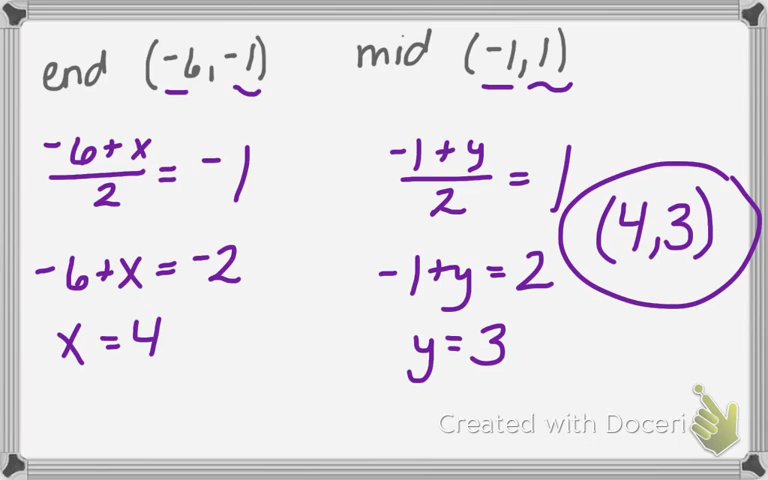 end (-6, -1)
mid (-1, 1)
-6+x/2 = -1
-6+x = -2
x = 4
-1+y/2 = 1
-1+y = 2
y = 3
(4,3)
Created with Doceri